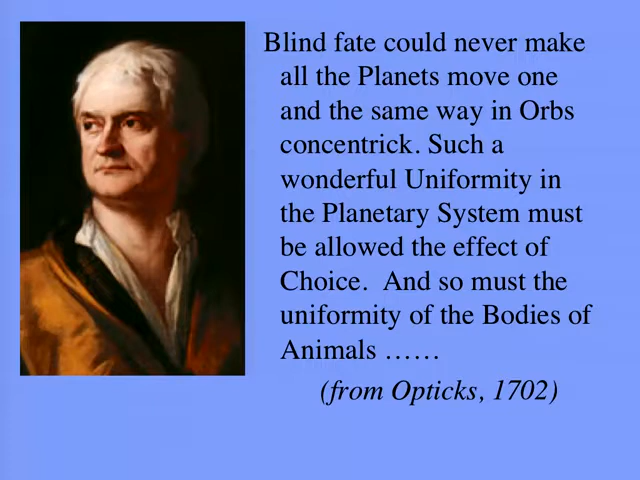 Blind fate could never make
all the Planets move one
and the same way in Orbs
concentrick. Such a
wonderful Uniformity in
the Planetary System must
be allowed the effect of
Choice.  And so must the
uniformity of the Bodies of
Animals ……
(from Opticks, 1702)